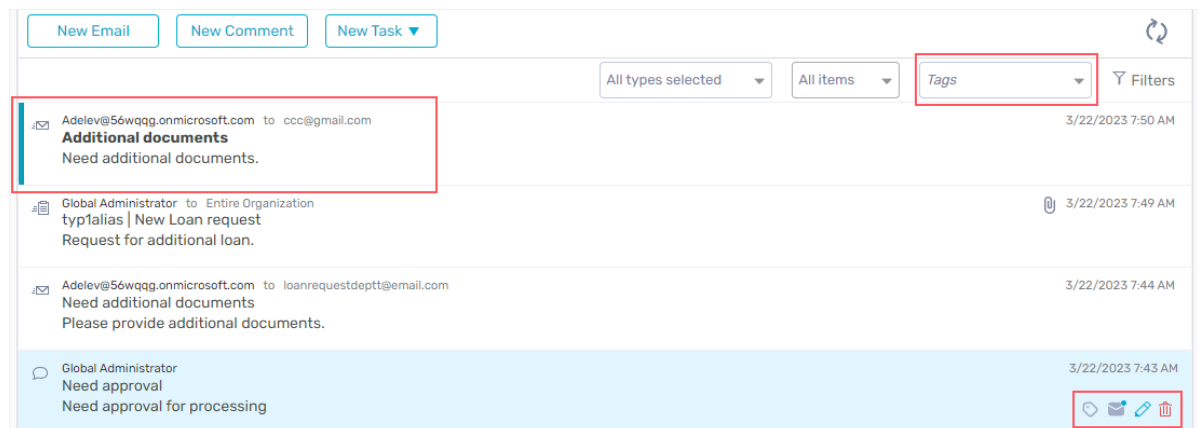 New Email New Comment New Task
All types selected All items Tags Filters
Adelev@56wqqg.onmicrosoft.com to ccc@gmail.com 3/22/2023 7:50 AM
Additional documents
Need additional documents.
Global Administrator to Entire Organization 3/22/2023 7:49 AM
typ1alias | New Loan request
Request for additional loan.
Adelev@56wqqg.onmicrosoft.com to loanrequestdeptt@email.com 3/22/2023 7:44 AM
Need additional documents
Please provide additional documents.
Global Administrator 3/22/2023 7:43 AM
Need approval
Need approval for processing